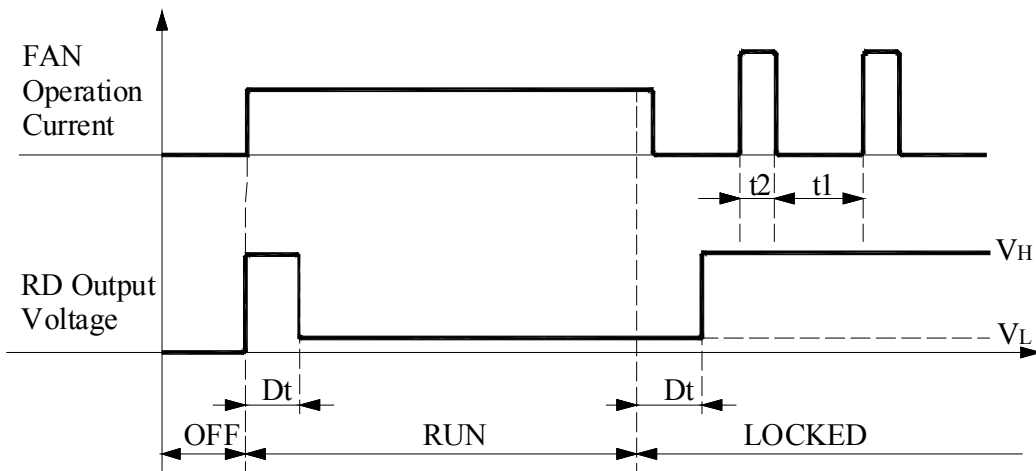 FAN
Operation
Current
t2 t1
RD Output
Voltage
VH
VL
Dt Dt
OFF RUN LOCKED